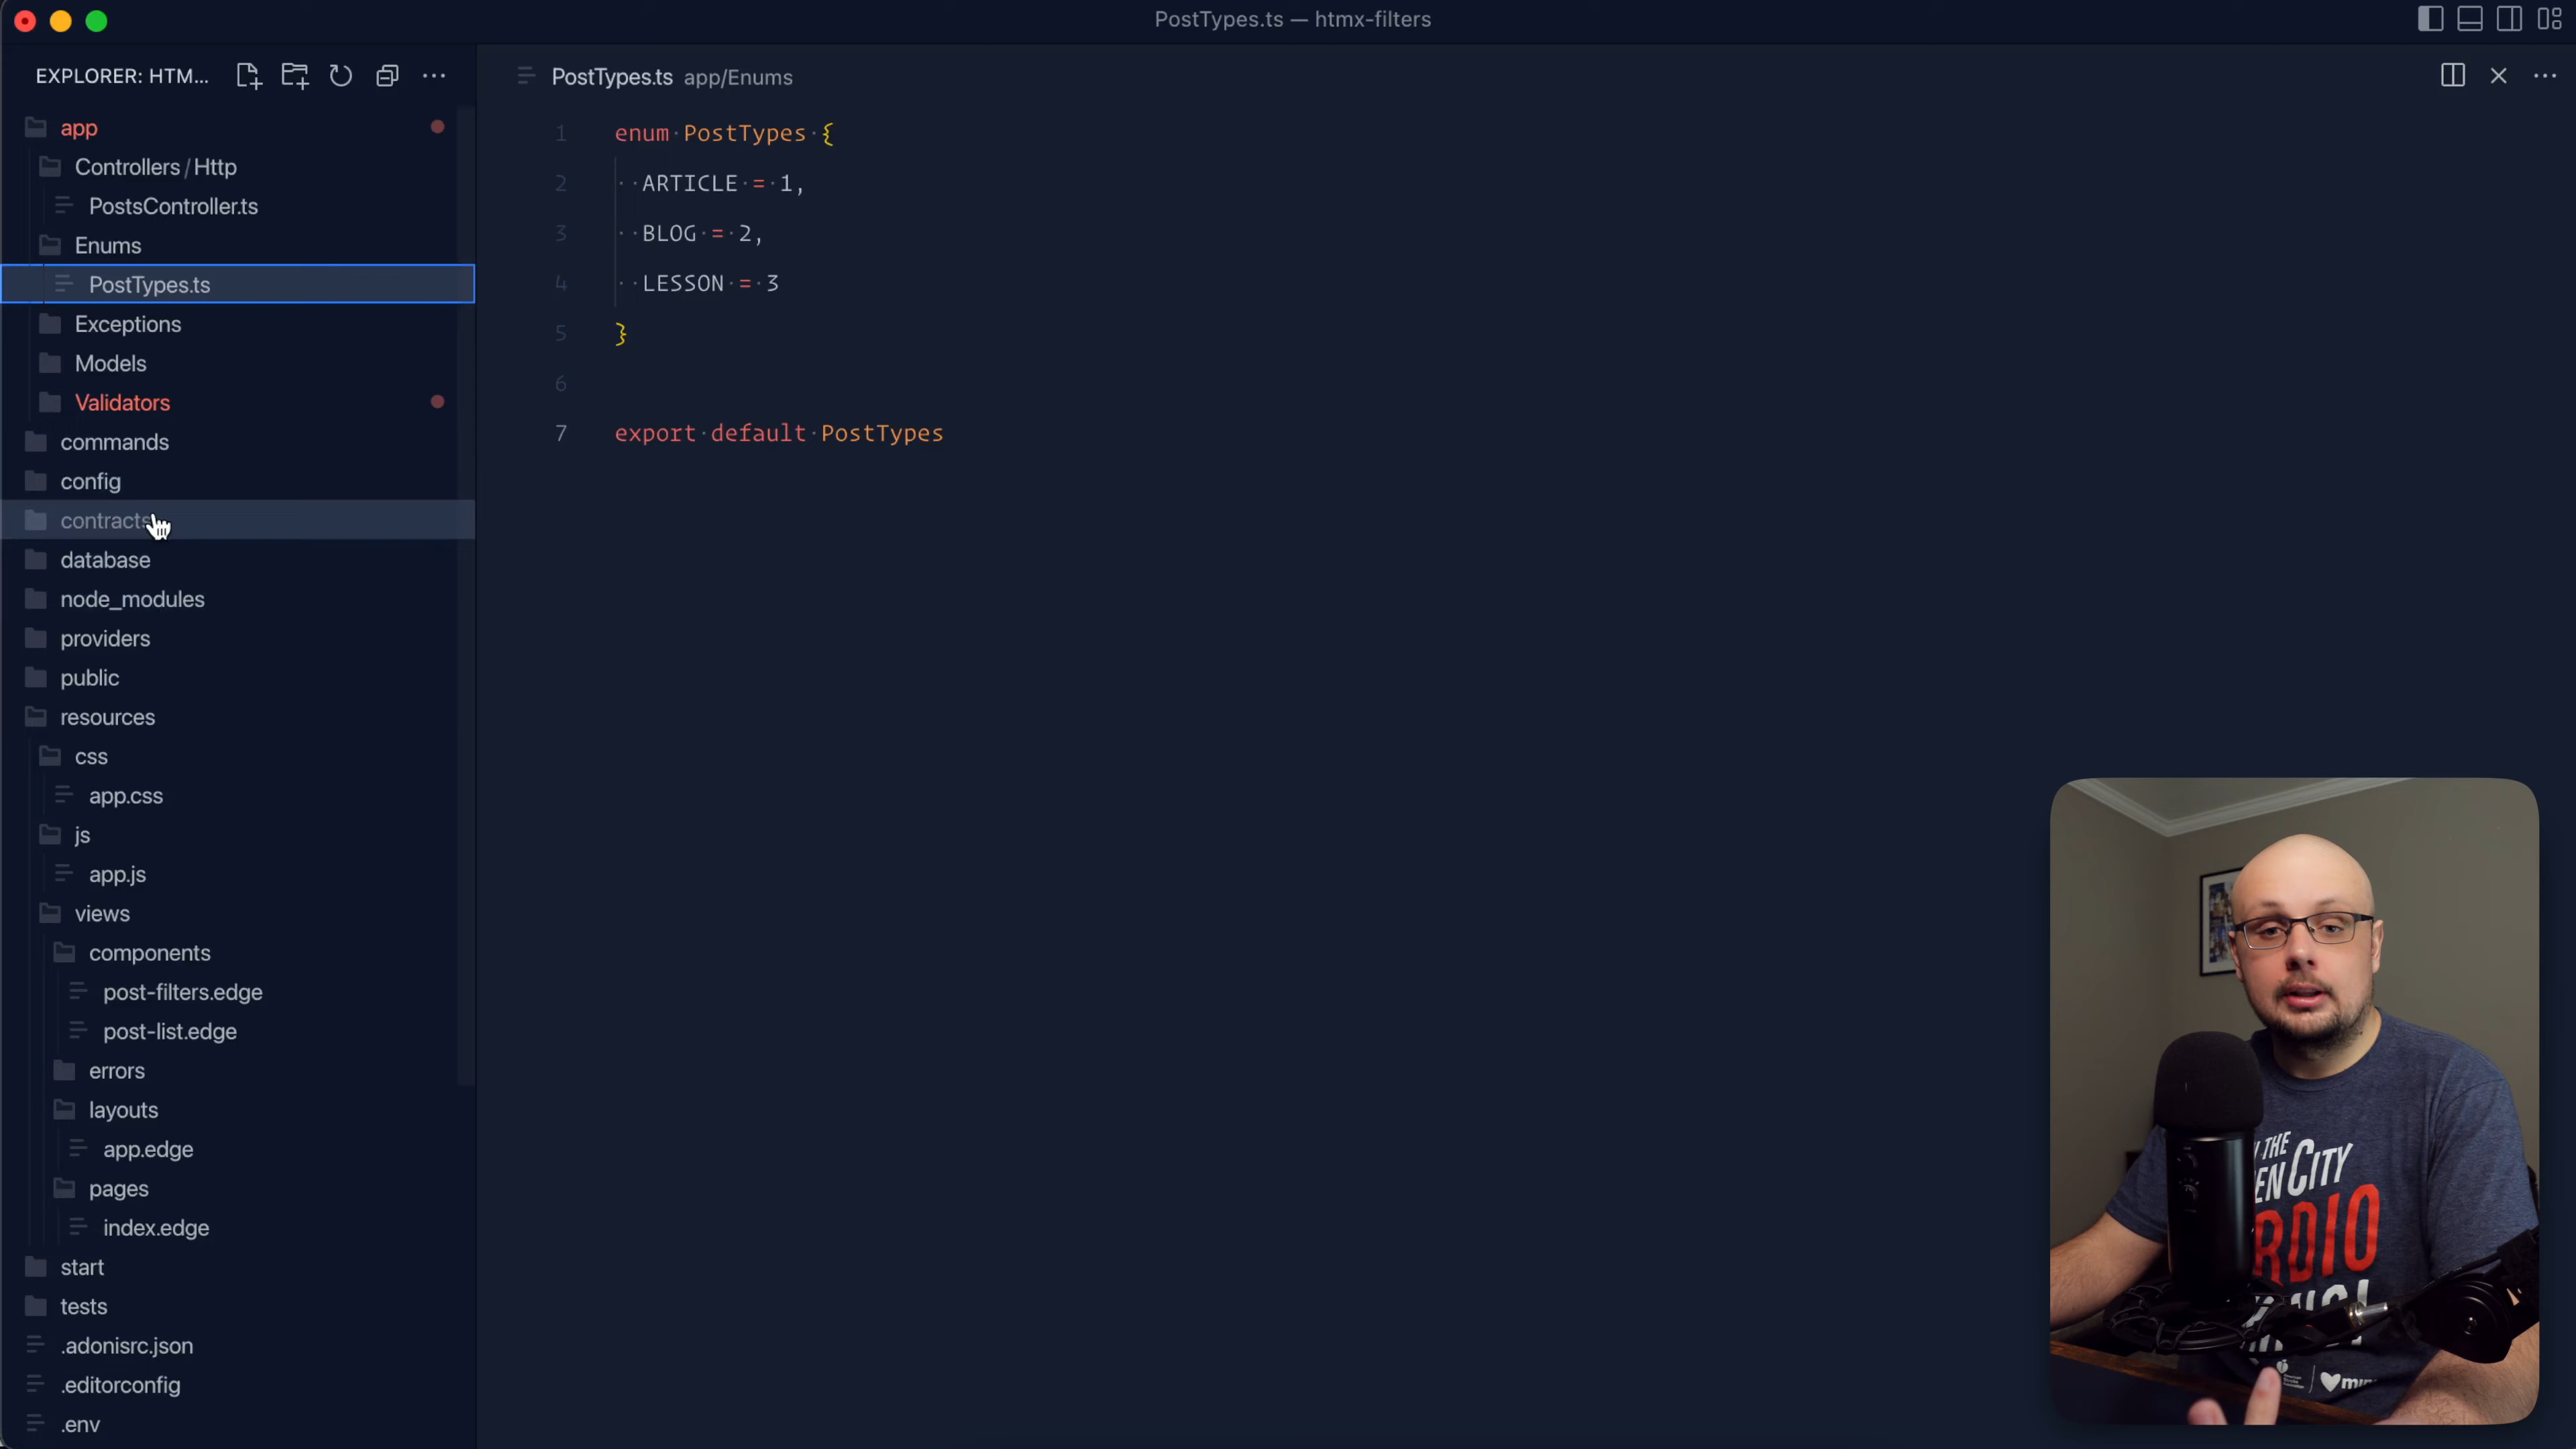 PostTypes.ts — htmx-filters
EXPLORER: HTM...
app
Controllers / Http
PostsController.ts
Enums
PostTypes.ts
Exceptions
Models
Validators
commands
config
contracts
database
node_modules
providers
public
resources
css
app.css
js
app.js
views
components
post-filters.edge
post-list.edge
errors
layouts
app.edge
pages
index.edge
start
tests
.adonisrc.json
.editorconfig
.env
PostTypes.ts app/Enums
1 enum PostTypes {
2 ARTICLE = 1,
3 BLOG = 2,
4 LESSON = 3
5 }
6
7 export default PostTypes
THE
CITY